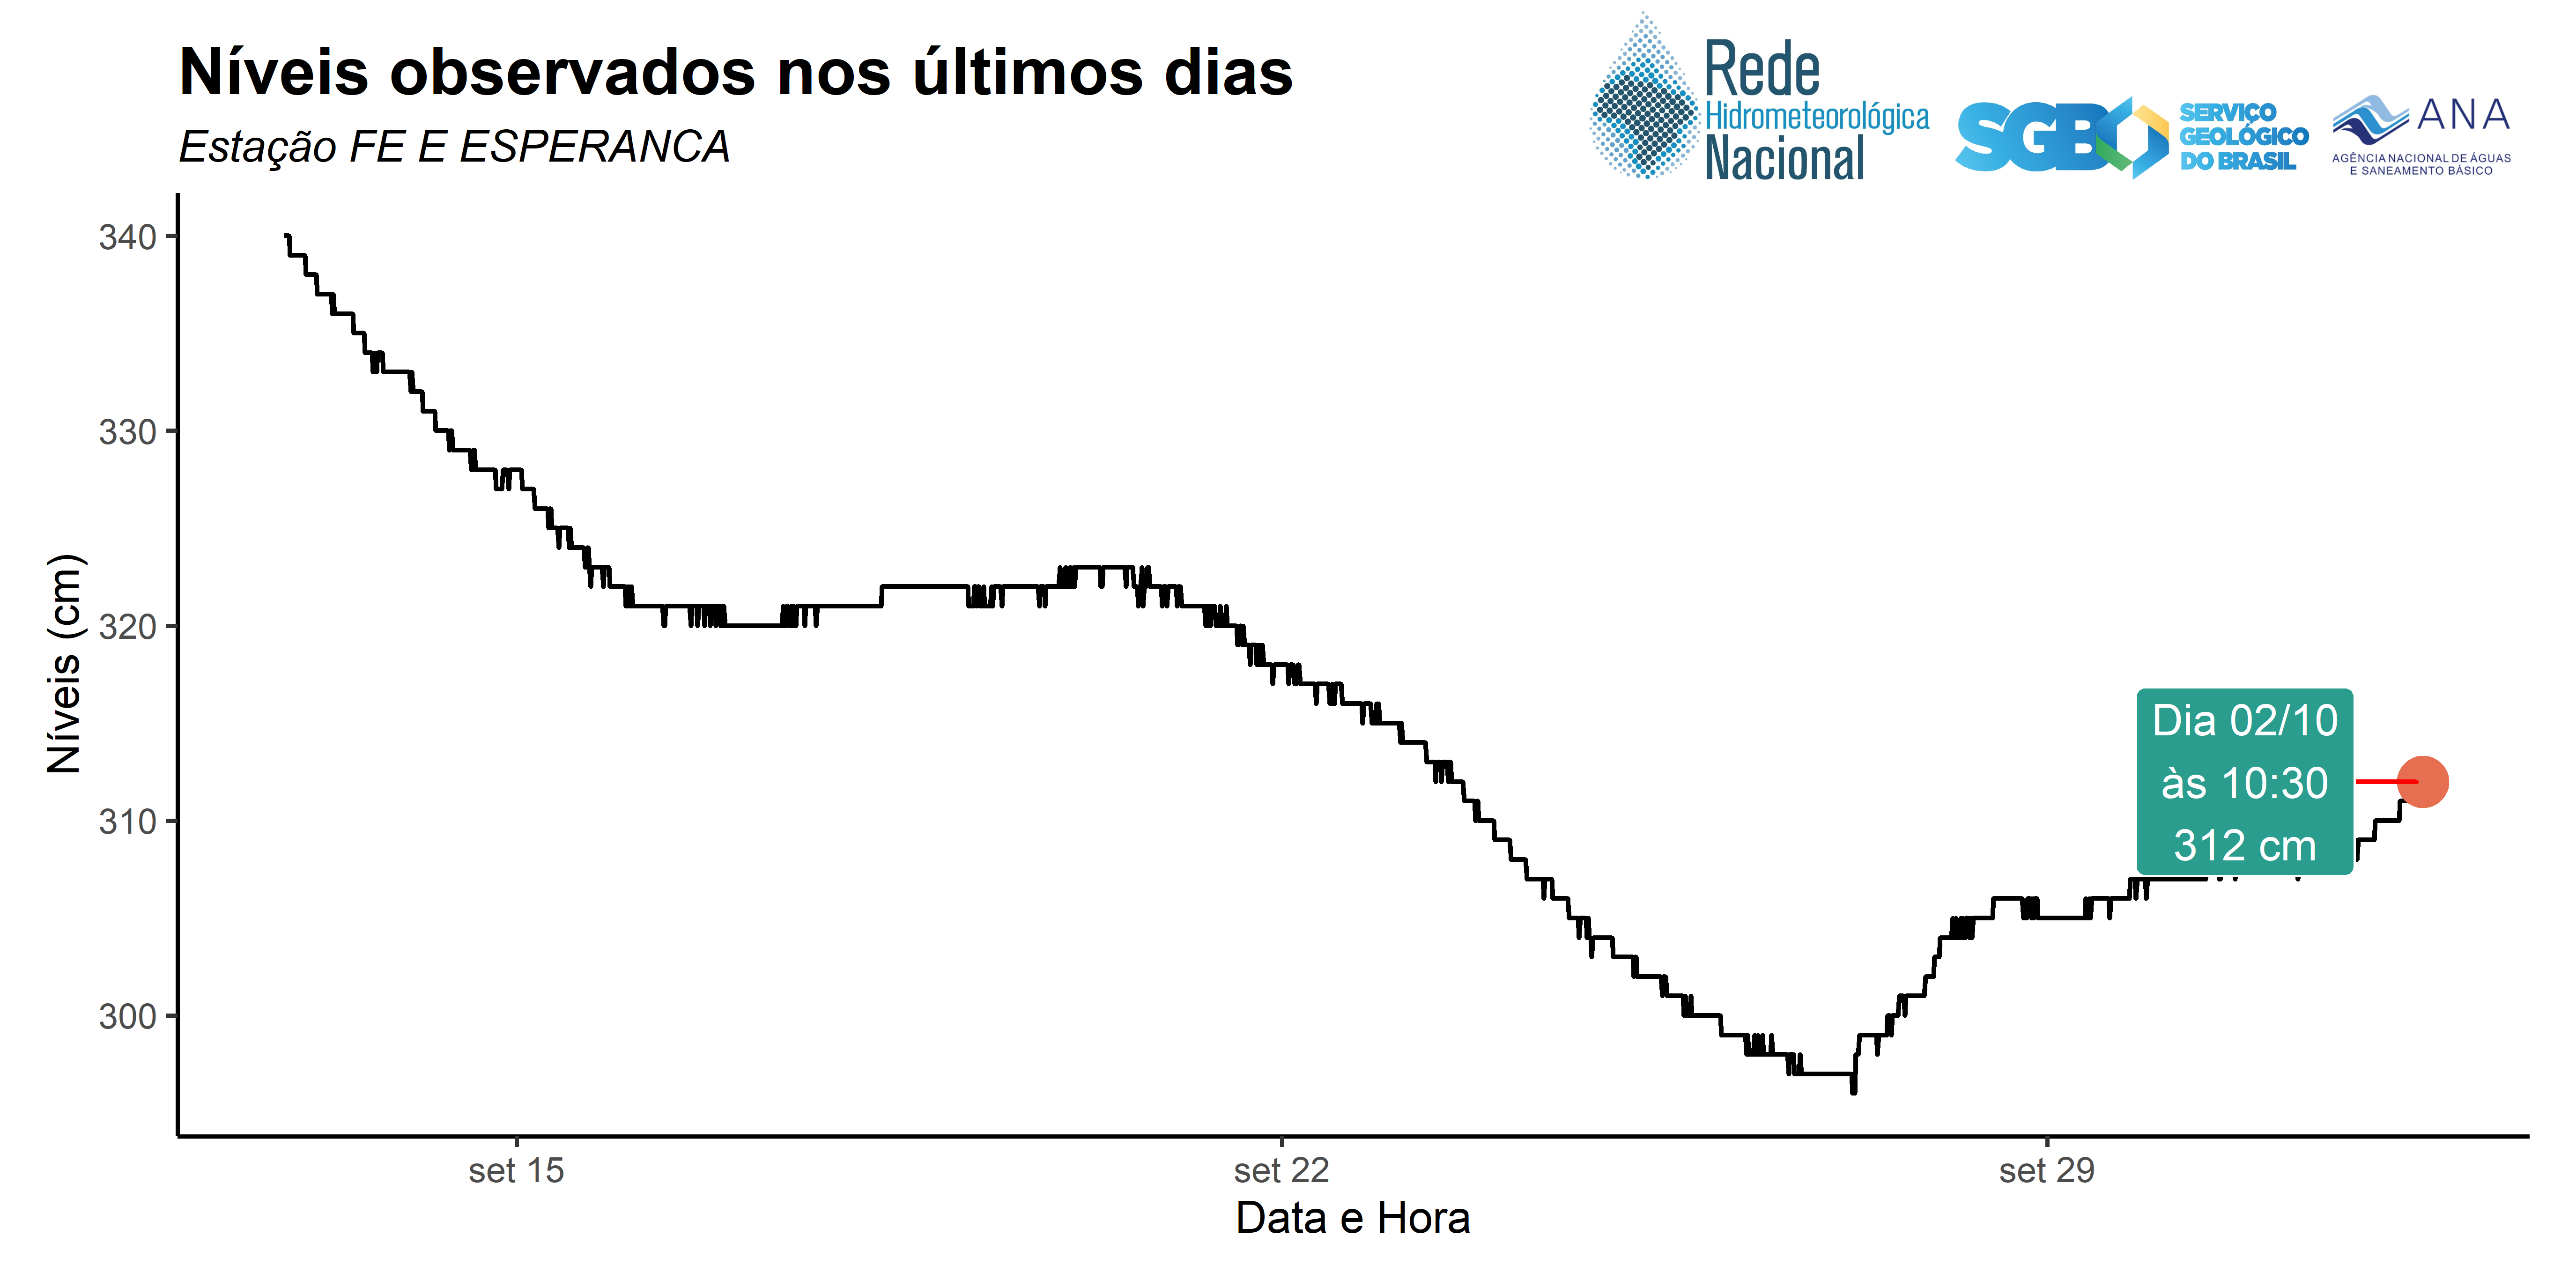 Níveis observados nos últimos dias
Estação FE E ESPERANCA
Rede
Hidrometeorológica
Nacional
SGB
SERVIÇO
GEOLÓGICO
DO BRASIL
ANA
AGÊNCIA NACIONAL DE ÁGUAS
E SANEAMENTO BÁSICO
Níveis (cm)
340
330
320
310
300
Dia 02/10
às 10:30
312 cm
set 15
set 22
set 29
Data e Hora